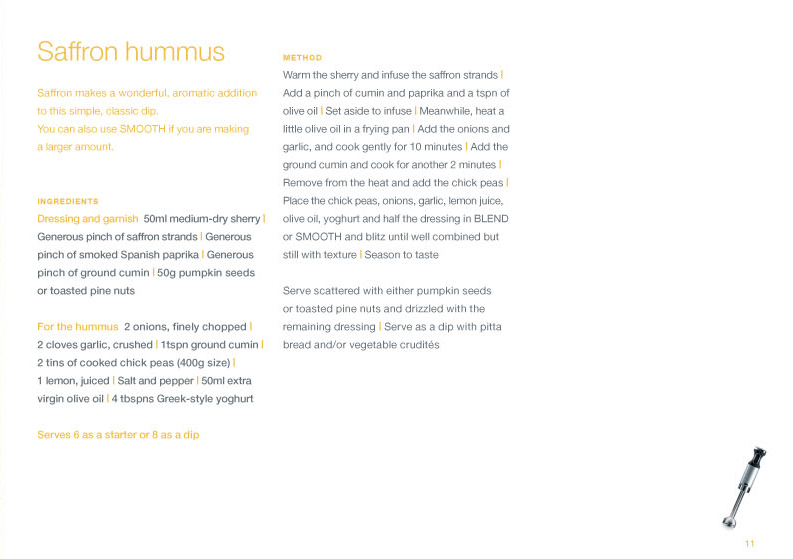 Saffron hummus
Saffron makes a wonderful, aromatic addition
to this simple, classic dip.
You can also use SMOOTH if you are making
a larger amount.
INGREDIENTS
Dressing and garnish 50ml medium-dry sherry |
Generous pinch of saffron strands | Generous
pinch of smoked Spanish paprika | Generous
pinch of ground cumin | 50g pumpkin seeds
or toasted pine nuts
For the hummus 2 onions, finely chopped |
2 cloves garlic, crushed | 1tspn ground cumin |
2 tins of cooked chick peas (400g size) |
1 lemon, juiced | Salt and pepper | 50ml extra
virgin olive oil | 4 tbspns Greek-style yoghurt
Serves 6 as a starter or 8 as a dip
METHOD
Warm the sherry and infuse the saffron strands |
Add a pinch of cumin and paprika and a tspn of
olive oil | Set aside to infuse | Meanwhile, heat a
little olive oil in a frying pan | Add the onions and
garlic, and cook gently for 10 minutes | Add the
ground cumin and cook for another 2 minutes |
Remove from the heat and add the chick peas |
Place the chick peas, onions, garlic, lemon juice,
olive oil, yoghurt and half the dressing in BLEND
or SMOOTH and blitz until well combined but
still with texture | Season to taste
Serve scattered with either pumpkin seeds
or toasted pine nuts and drizzled with the
remaining dressing | Serve as a dip with pitta
bread and/or vegetable crudités
11